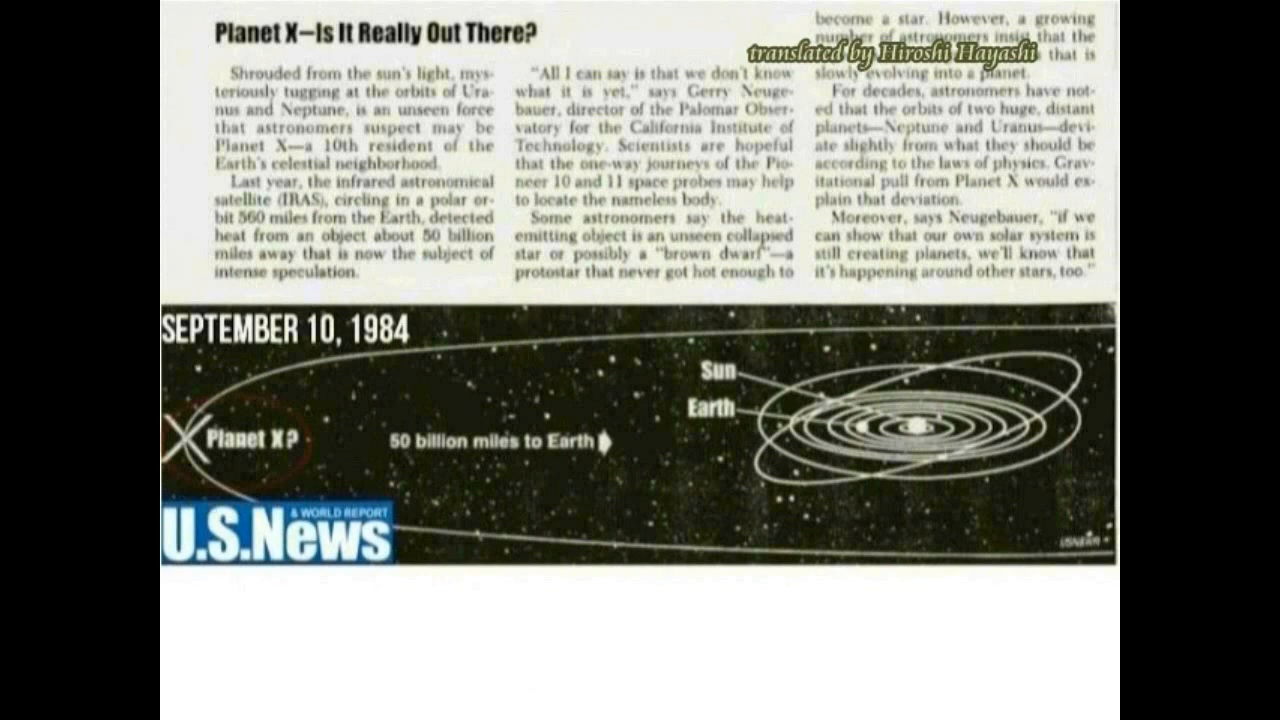 Planet X—Is It Really Out There?
Shrouded from the sun's light, mys-
teriously tugging at the orbits of Ura-
nus and Neptune, is an unseen force
that astronomers suspect may be
Planet X—a 10th resident of the
Earth's celestial neighborhood.
Last year, the infrared astronomical
satellite (IRAS), circling in a polar or-
bit 560 miles from the Earth, detected
heat from an object about 50 billion
miles away that is now the subject of
intense speculation.
"All I can say is that we don't know
what it is yet," says Gerry Neuge-
bauer, director of the Palomar Obser-
vatory for the California Institute of
Technology. Scientists are hopeful
that the one-way journeys of the Pio-
neer 10 and 11 space probes may help
to locate the nameless body.
Some astronomers say the heat-
emitting object is an unseen collapsed
star or possibly a "brown dwarf"—a
protostar that never got hot enough to
become a star. However, a growing
number of astronomers insist that the
that is
slowly evolving into a planet.
For decades, astronomers have not-
ed that the orbits of two huge, distant
planets—Neptune and Uranus—devi-
ate slightly from what they should be
according to the laws of physics. Grav-
itational pull from Planet X would ex-
plain that deviation.
Moreover, says Neugebauer, "if we
can show that our own solar system is
still creating planets, we'll know that
it's happening around other stars, too."
translated by Hiroshi Hayashi
SEPTEMBER 10, 1984
Sun
Earth
Planet X?
50 billion miles to Earth
& WORLD REPORT
U.S.News